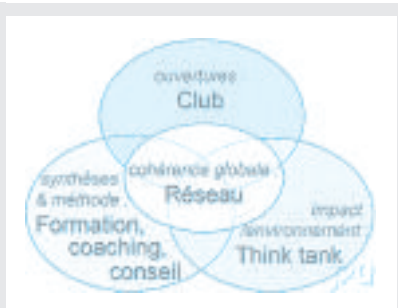 ouvertures
Club
cohérence globale
Réseau
synthèses
& méthode
Formation,
coaching,
conseil
impact
/environnement
Think tank